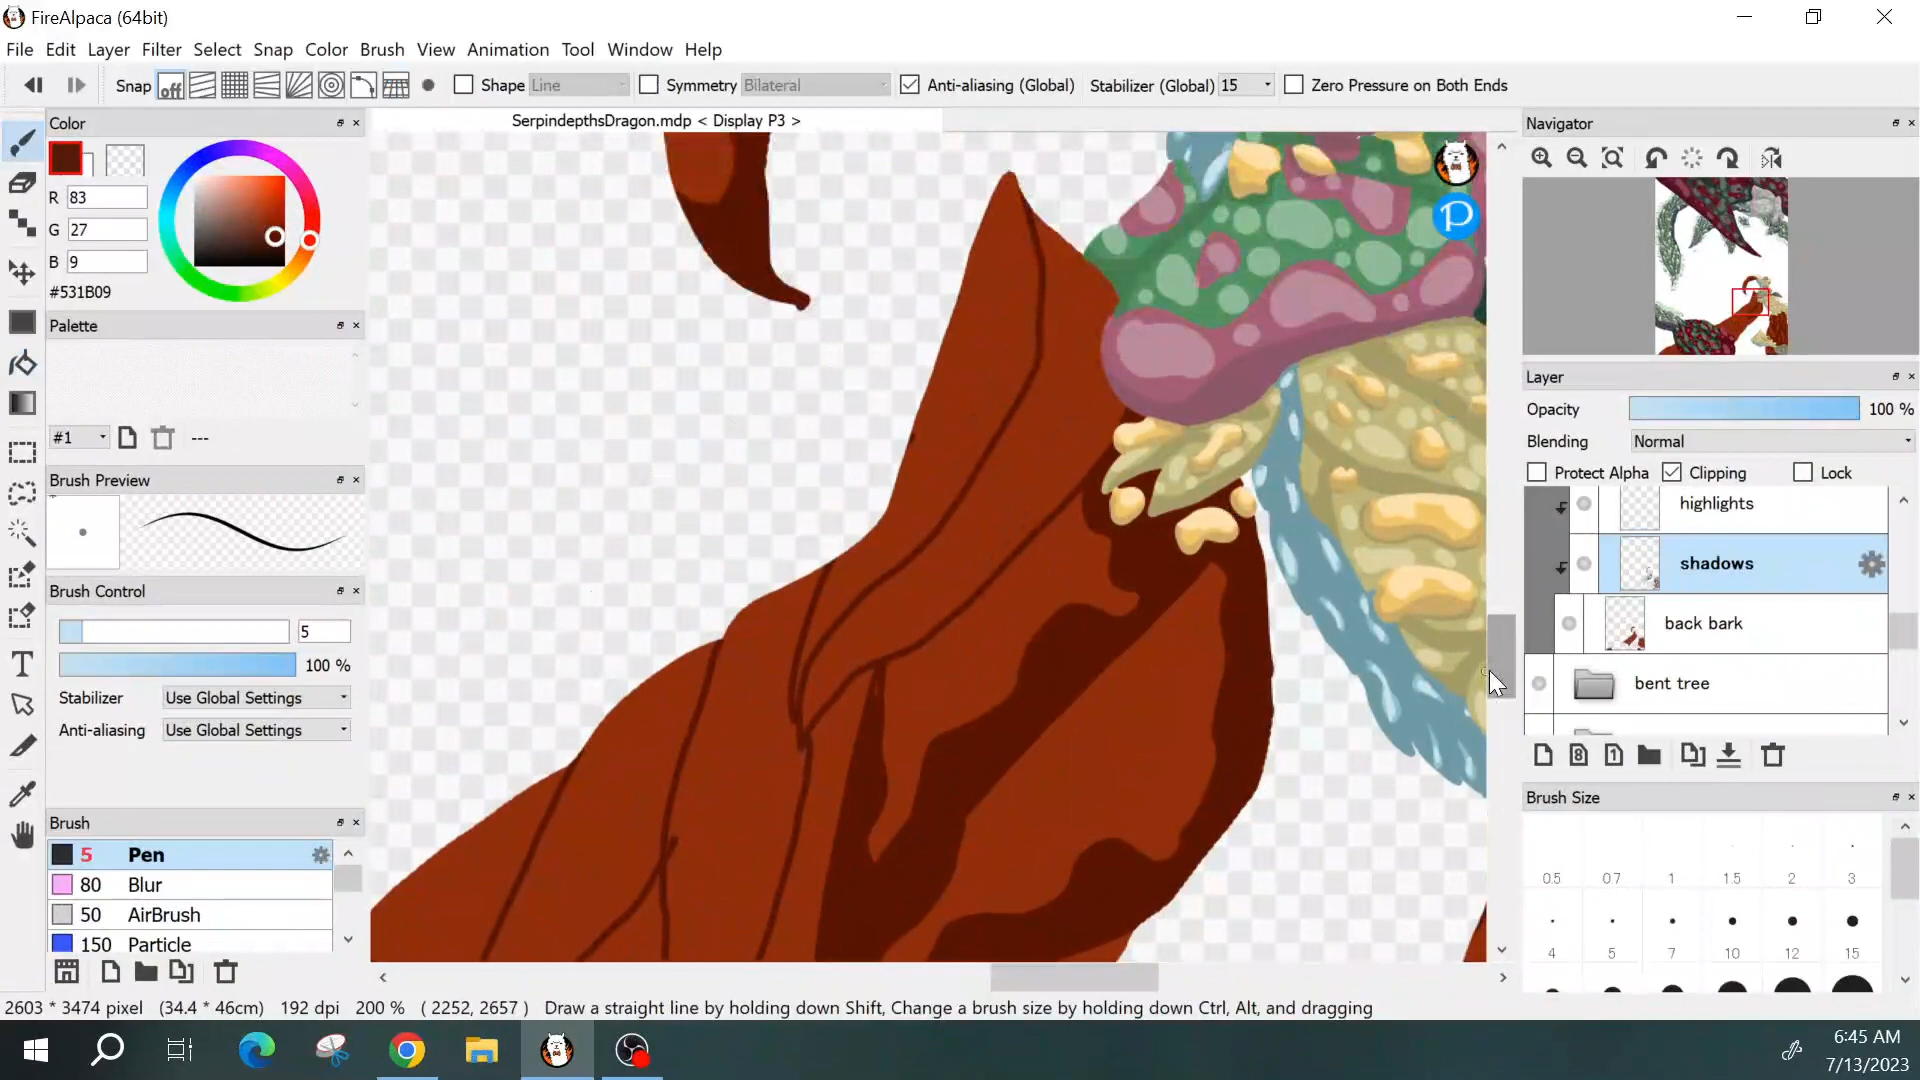 FireAlpaca (64bit)
File Edit Layer Filter Select Snap Color Brush View Animation Tool Window Help
Snap off Shape Line Symmetry Bilateral Anti-aliasing (Global) Stabilizer (Global) 15 Zero Pressure on Both Ends
Color
SerpindepthsDragon.mdp < Display P3 >
Navigator
R 83
G 27
B 9
#531B09
Palette
#1 ---
Brush Preview
Brush Control
5
100 %
Stabilizer Use Global Settings
Anti-aliasing Use Global Settings
Brush
5 Pen
80 Blur
50 AirBrush
150 Particle
P
Layer
Opacity 100 %
Blending Normal
Protect Alpha Clipping Lock
highlights
shadows
back bark
bent tree
8 1
Brush Size
0.5 0.7 1 1.5 2 3
4 5 7 10 12 15
2603 * 3474 pixel (34.4 * 46cm) 192 dpi 200 % ( 2252, 2657 ) Draw a straight line by holding down Shift, Change a brush size by holding down Ctrl, Alt, and dragging
6:45 AM
7/13/2023